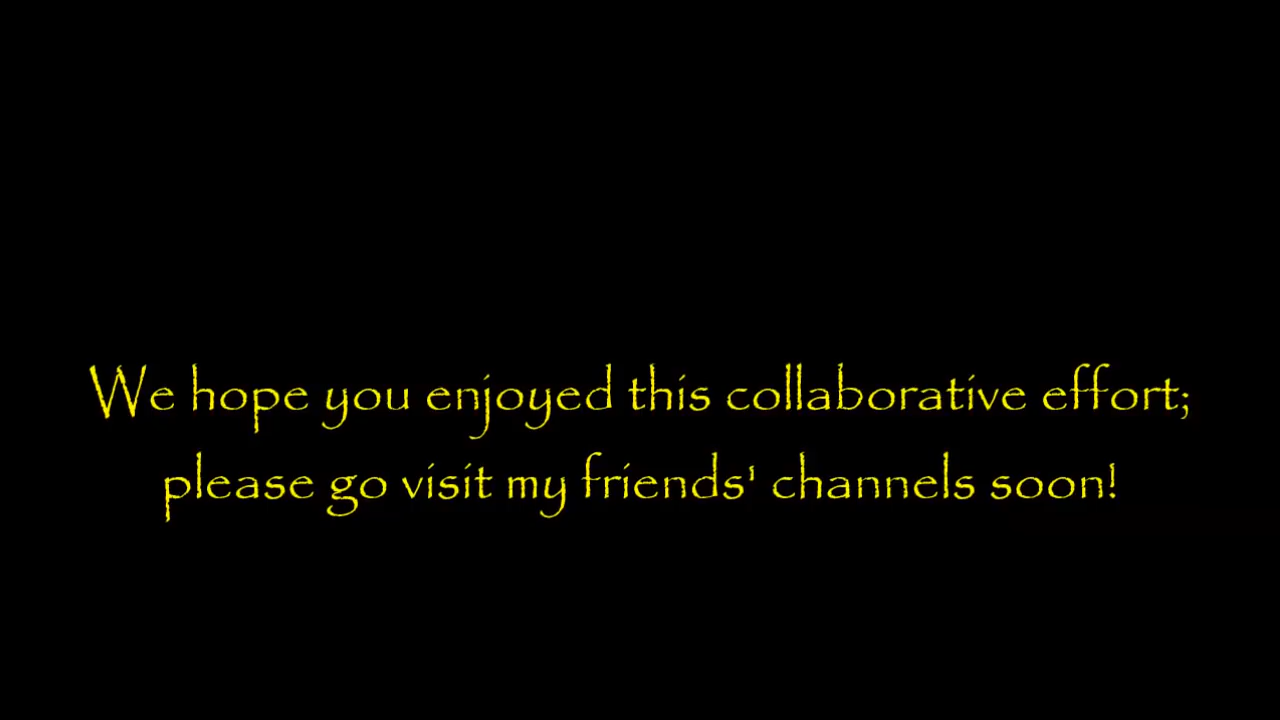 We hope you enjoyed this collaborative effort;
please go visit my friends' channels soon!